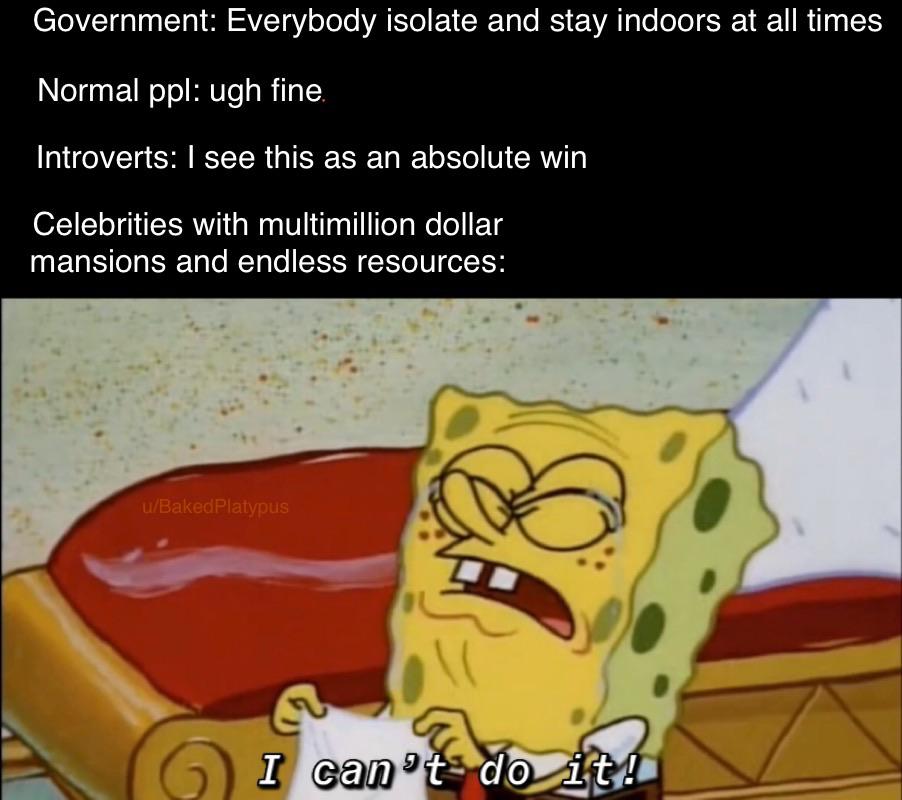 Government: Everybody isolate and stay indoors at all times
Normal ppl: ugh fine.
Introverts: I see this as an absolute win
Celebrities with multimillion dollar
mansions and endless resources:
u/BakedPlatypus
I can't do it!